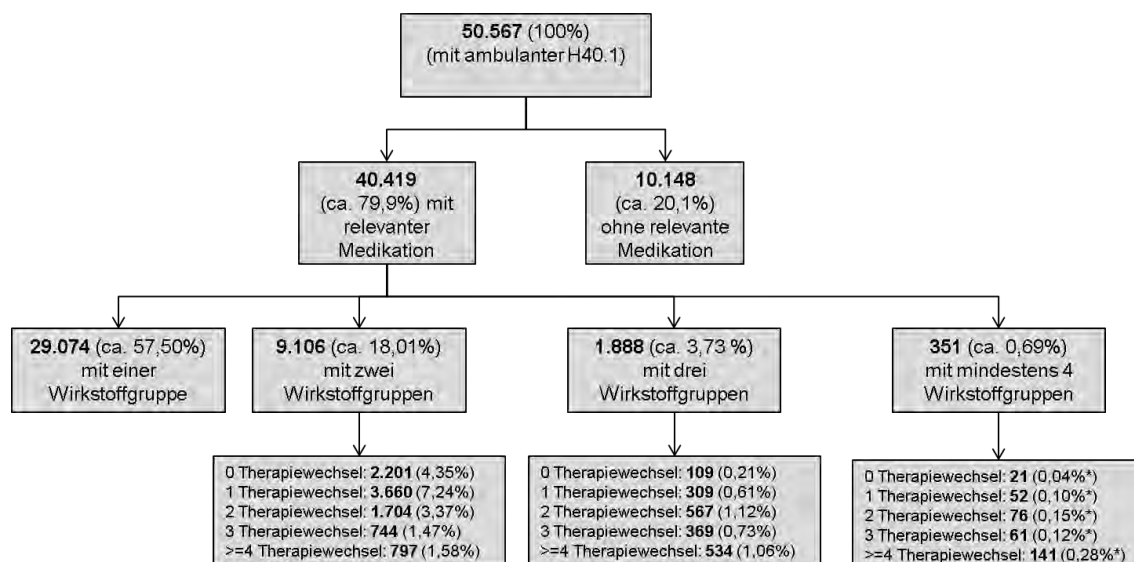 50.567 (100%)
(mit ambulanter H40.1)
40.419
(ca. 79,9%) mit
relevanter
Medikation
10.148
(ca. 20,1%)
ohne relevante
Medikation
29.074 (ca. 57,50%)
mit einer
Wirkstoffgruppe
9.106 (ca. 18,01%)
mit zwei
Wirkstoffgruppen
1.888 (ca. 3,73 %)
mit drei
Wirkstoffgruppen
351 (ca. 0,69%)
mit mindestens 4
Wirkstoffgruppen
0 Therapiewechsel: 2.201 (4,35%)
1 Therapiewechsel: 3.660 (7,24%)
2 Therapiewechsel: 1.704 (3,37%)
3 Therapiewechsel: 744 (1,47%)
>=4 Therapiewechsel: 797 (1,58%)
0 Therapiewechsel: 109 (0,21%)
1 Therapiewechsel: 309 (0,61%)
2 Therapiewechsel: 567 (1,12%)
3 Therapiewechsel: 369 (0,73%)
>=4 Therapiewechsel: 534 (1,06%)
0 Therapiewechsel: 21 (0,04%*)
1 Therapiewechsel: 52 (0,10%*)
2 Therapiewechsel: 76 (0,15%*)
3 Therapiewechsel: 61 (0,12%*)
>=4 Therapiewechsel: 141 (0,28%*)